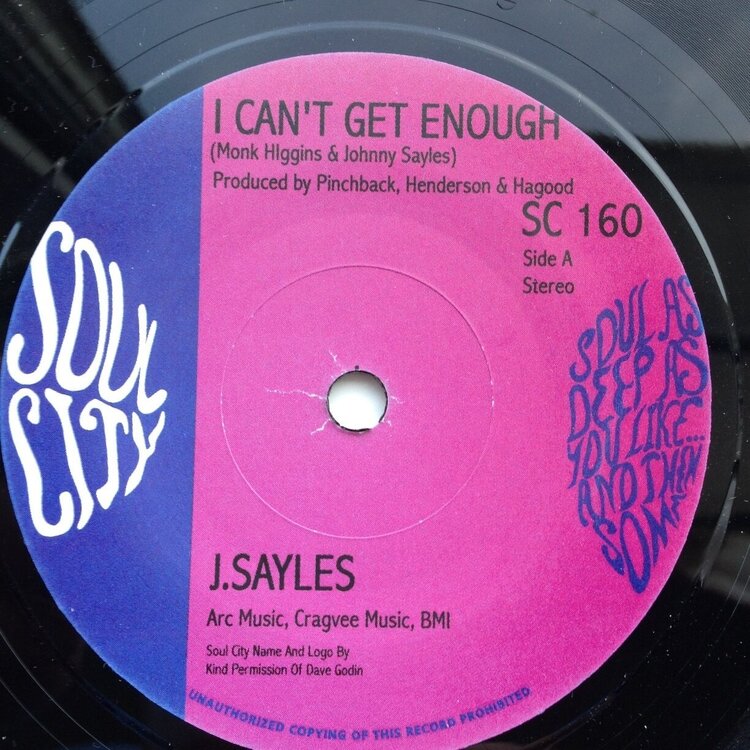 I CAN'T GET ENOUGH
(Monk HIggins & Johnny Sayles)
Produced by Pinchback, Henderson & Hagood
SC 160
Side A
Stereo
SOUL
CITY
SOUL AS
DEEP AS
YOU LIKE...
AND THEN
SOME
J.SAYLES
Arc Music, Cragvee Music, BMI
Soul City Name And Logo By
Kind Permission Of Dave Godin
UNAUTHORIZED COPYING OF THIS RECORD PROHIBITED